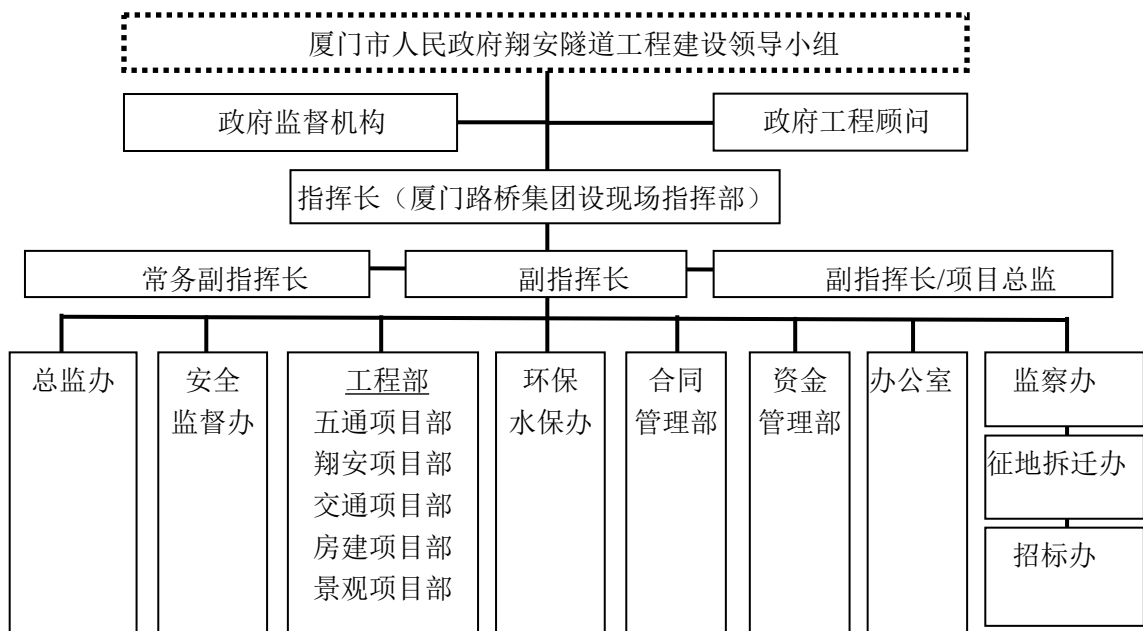 厦门市人民政府翔安隧道工程建设领导小组
政府监督机构
政府工程顾问
指挥长（厦门路桥集团设现场指挥部）
常务副指挥长
副指挥长
副指挥长/项目总监
总监办
安全
监督办
工程部
五通项目部
翔安项目部
交通项目部
房建项目部
景观项目部
环保
水保办
合同
管理部
资金
管理部
办公室
监察办
征地拆迁办
招标办